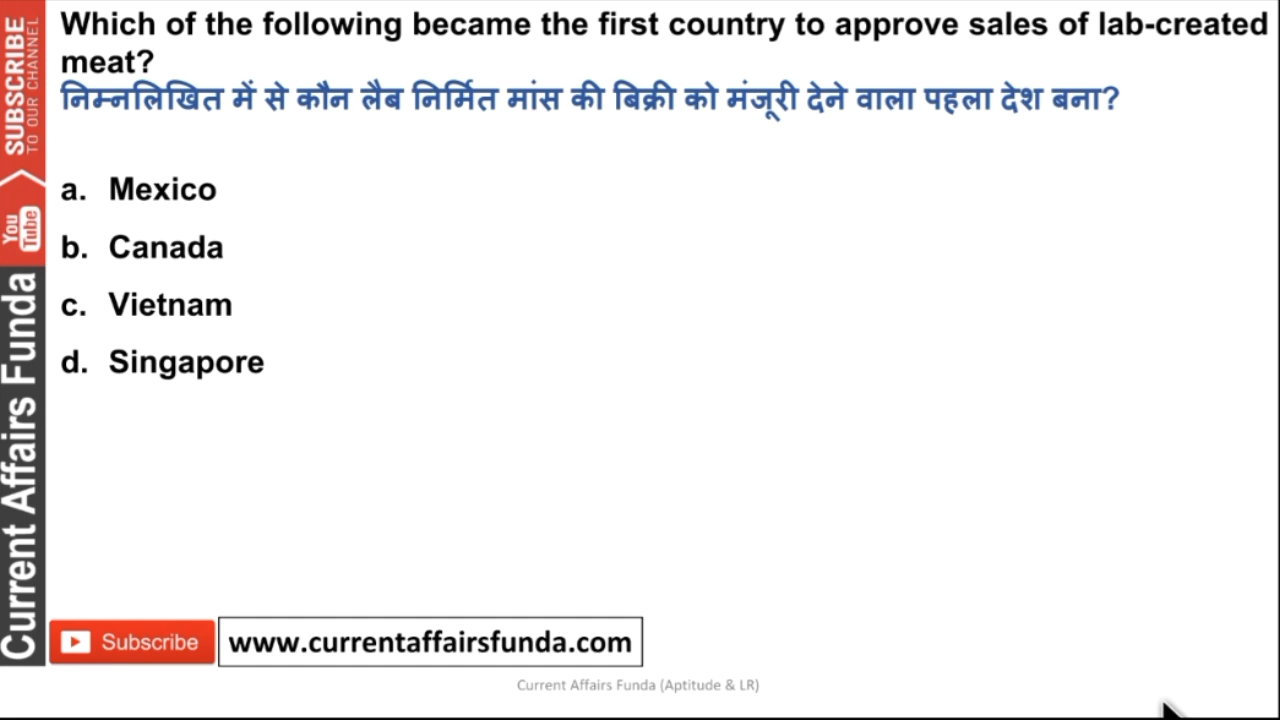 Which of the following became the first country to approve sales of lab-created
meat?
निम्नलिखित में से कौन लैब निर्मित मांस की बिक्री को मंजूरी देने वाला पहला देश बना?
a. Mexico
b. Canada
c. Vietnam
d. Singapore
SUBSCRIBE
TO OUR CHANNEL
You Tube
Current Affairs Funda
Subscribe
www.currentaffairsfunda.com
Current Affairs Funda (Aptitude & LR)